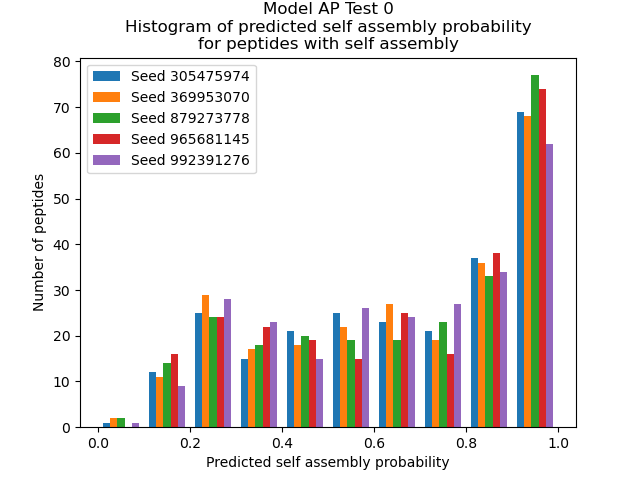 Model AP Test 0
Histogram of predicted self assembly probability
for peptides with self assembly
80
70
60
50
40
30
20
10
0
Number of peptides
Seed 305475974
Seed 369953070
Seed 879273778
Seed 965681145
Seed 992391276
0.0 0.2 0.4 0.6 0.8 1.0
Predicted self assembly probability